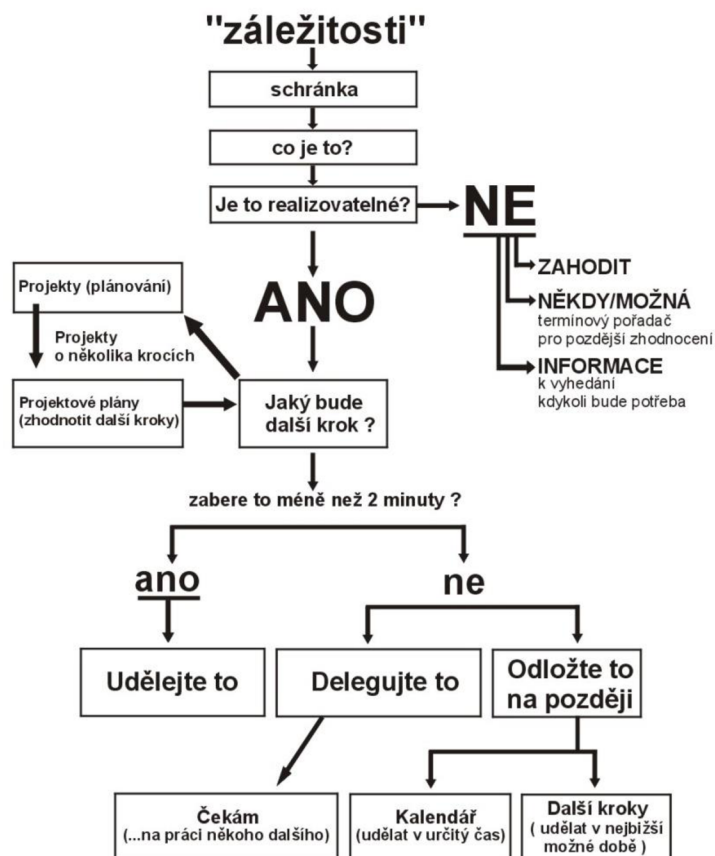 "záležitosti"
schránka
co je to?
Je to realizovatelné?
NE
ZAHODIT
NĚKDY/MOŽNÁ
termínový pořadač
pro pozdější zhodnocení
INFORMACE
k vyhedání
kdykoli bude potřeba
ANO
Projekty (plánování)
Projekty
o několika krocích
Projektové plány
(zhodnotit další kroky)
Jaký bude
další krok ?
zabere to méně než 2 minuty ?
ano
ne
Udělejte to
Delegujte to
Odložte to
na později
Čekám
(...na práci někoho dalšího)
Kalendář
(udělat v určitý čas)
Další kroky
( udělat v nejbižší
možné době )